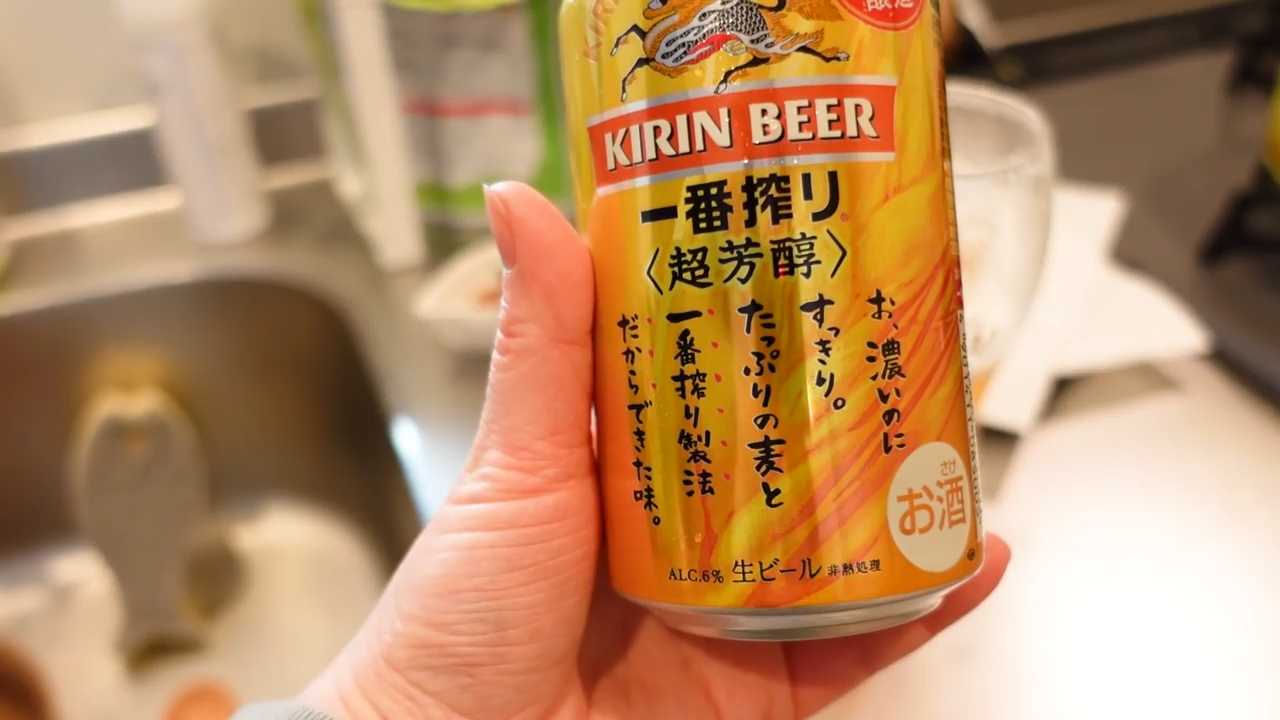 KIRIN BEER
一番搾り
〈超芳醇〉
お、濃いのに
すっきり。
たっぷりの麦と
一番搾り製法
だからできた味。
さけ
お酒
ALC.6% 生ビール 非熱処理